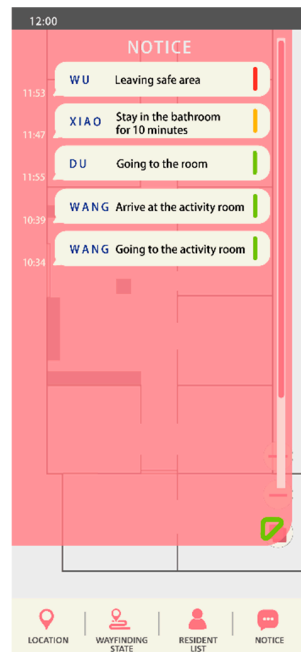 12:00
NOTICE
WU Leaving safe area
11:53
XIAO Stay in the bathroom
for 10 minutes
11:47
DU Going to the room
11:55
WANG Arrive at the activity room
10:39
WANG Going to the activity room
10:34
LOCATION
WAYFINDING
STATE
RESIDENT
LIST
NOTICE